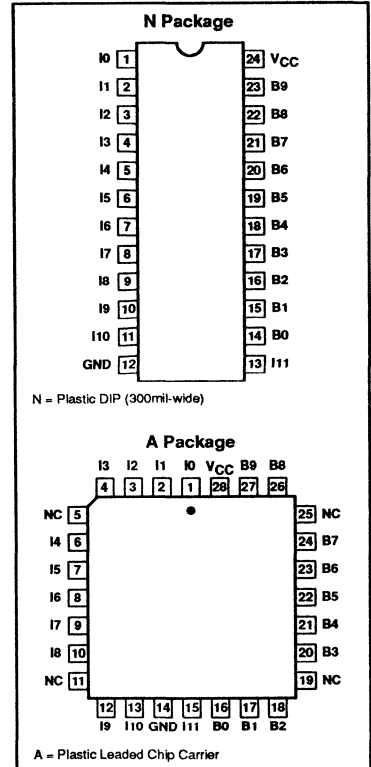 N Package
I0 1 24 VCC
I1 2 23 B9
I2 3 22 B8
I3 4 21 B7
I4 5 20 B6
I5 6 19 B5
I6 7 18 B4
I7 8 17 B3
I8 9 16 B2
I9 10 15 B1
I10 11 14 B0
GND 12 13 I11
N = Plastic DIP (300mil-wide)
A Package
I3 I2 I1 I0 VCC B9 B8
4 3 2 1 28 27 26
NC 5 25 NC
I4 6 24 B7
I5 7 23 B6
I6 8 22 B5
I7 9 21 B4
I8 10 20 B3
NC 11 19 NC
12 13 14 15 16 17 18
I9 I10 GND I11 B0 B1 B2
A = Plastic Leaded Chip Carrier